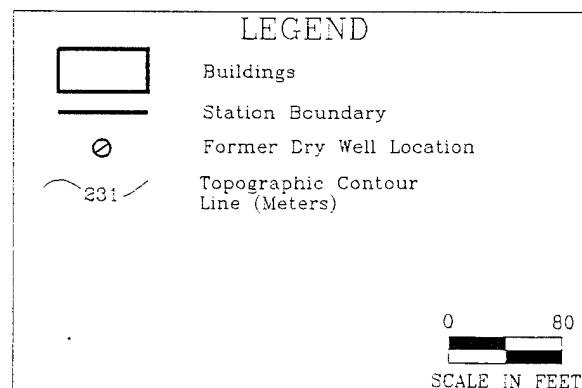 LEGEND
Buildings
Station Boundary
Former Dry Well Location
231
Topographic Contour
Line (Meters)
0 80
SCALE IN FEET